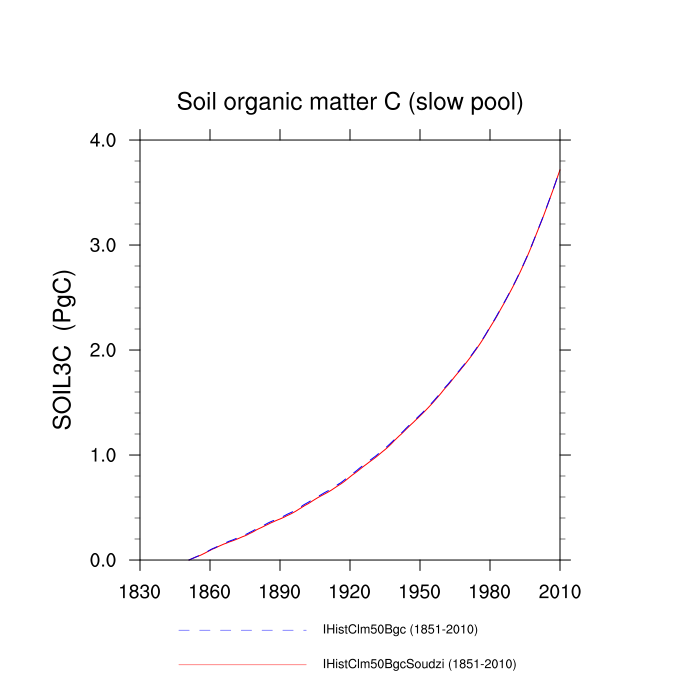 Soil organic matter C (slow pool)
4.0
3.0
2.0
1.0
0.0
SOIL3C (PgC)
1830 1860 1890 1920 1950 1980 2010
IHistClm50Bgc (1851-2010)
IHistClm50BgcSoudzi (1851-2010)